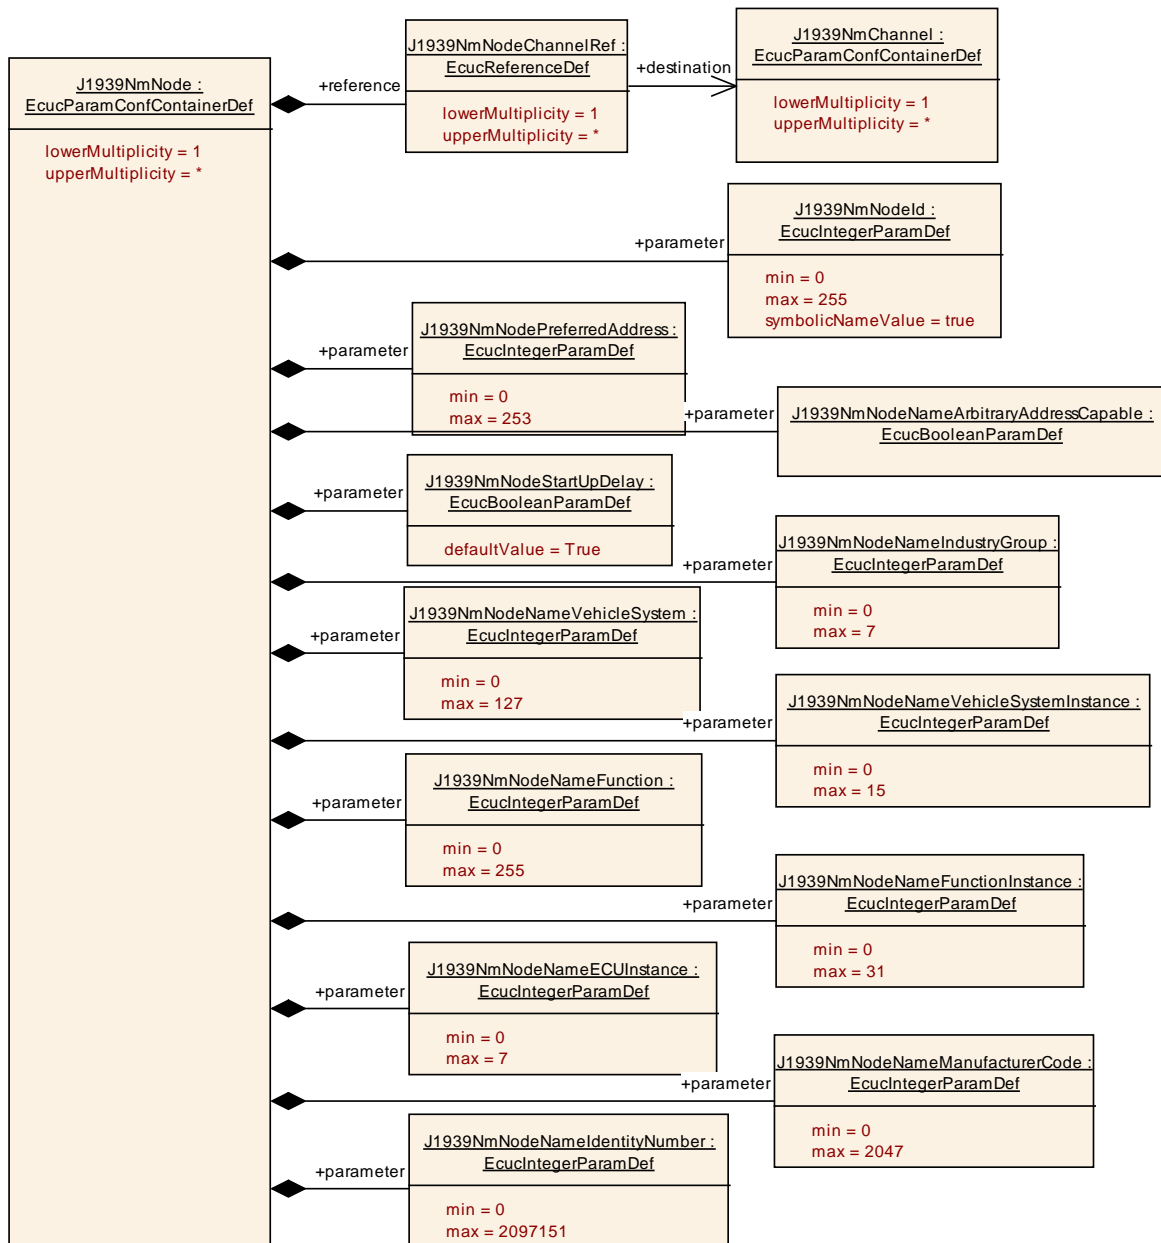 J1939NmNode :
EcucParamConfContainerDef
lowerMultiplicity = 1
upperMultiplicity = *
+reference
J1939NmNodeChannelRef :
EcucReferenceDef
lowerMultiplicity = 1
upperMultiplicity = *
+destination
J1939NmChannel :
EcucParamConfContainerDef
lowerMultiplicity = 1
upperMultiplicity = *
+parameter
J1939NmNodeId :
EcucIntegerParamDef
min = 0
max = 255
symbolicNameValue = true
+parameter
J1939NmNodePreferredAddress :
EcucIntegerParamDef
min = 0
max = 253
+parameter
J1939NmNodeNameArbitraryAddressCapable :
EcucBooleanParamDef
+parameter
J1939NmNodeStartUpDelay :
EcucBooleanParamDef
defaultValue = True
+parameter
J1939NmNodeNameIndustryGroup :
EcucIntegerParamDef
min = 0
max = 7
+parameter
J1939NmNodeNameVehicleSystem :
EcucIntegerParamDef
min = 0
max = 127
+parameter
J1939NmNodeNameVehicleSystemInstance :
EcucIntegerParamDef
min = 0
max = 15
+parameter
J1939NmNodeNameFunction :
EcucIntegerParamDef
min = 0
max = 255
+parameter
J1939NmNodeNameFunctionInstance :
EcucIntegerParamDef
min = 0
max = 31
+parameter
J1939NmNodeNameECUInstance :
EcucIntegerParamDef
min = 0
max = 7
+parameter
J1939NmNodeNameManufacturerCode :
EcucIntegerParamDef
min = 0
max = 2047
+parameter
J1939NmNodeNameIdentityNumber :
EcucIntegerParamDef
min = 0
max = 2097151